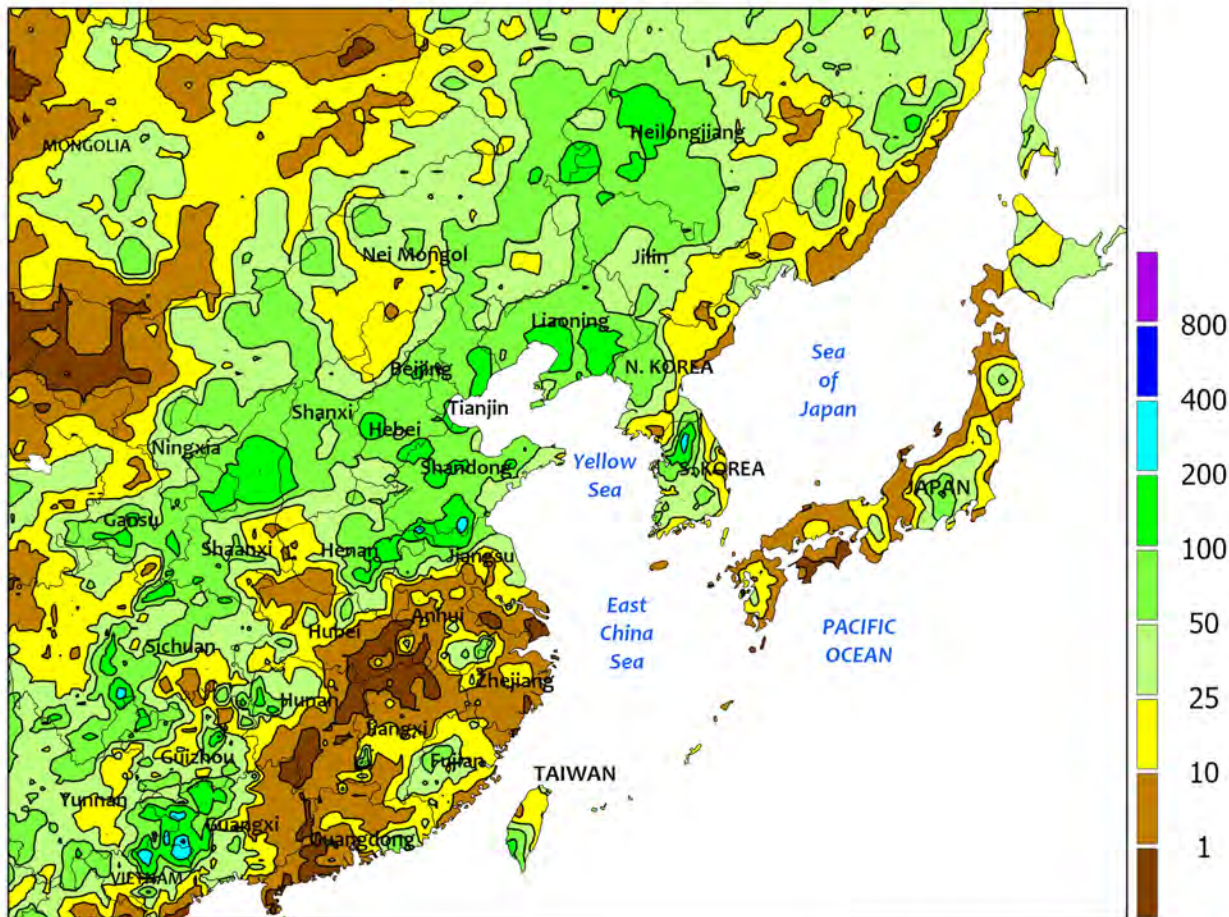 Heilongjiang
MONGOLIA
Nei Mongol
Jilin
Liaoning
Beijing
N. KOREA
Sea
of
Japan
800
400
200
100
50
25
10
1
Shanxi
Tianjin
Hebei
Ningxia
Shandong
Yellow
Sea
S. KOREA
JAPAN
Gansu
Shaanxi
Henan
Jiangsu
Anhui
Hubei
East
China
Sea
PACIFIC
OCEAN
Sichuan
Zhejiang
Hunan
Jiangxi
Guizhou
Fujian
TAIWAN
Yunnan
Guangxi
Guangdong
VIETNAM